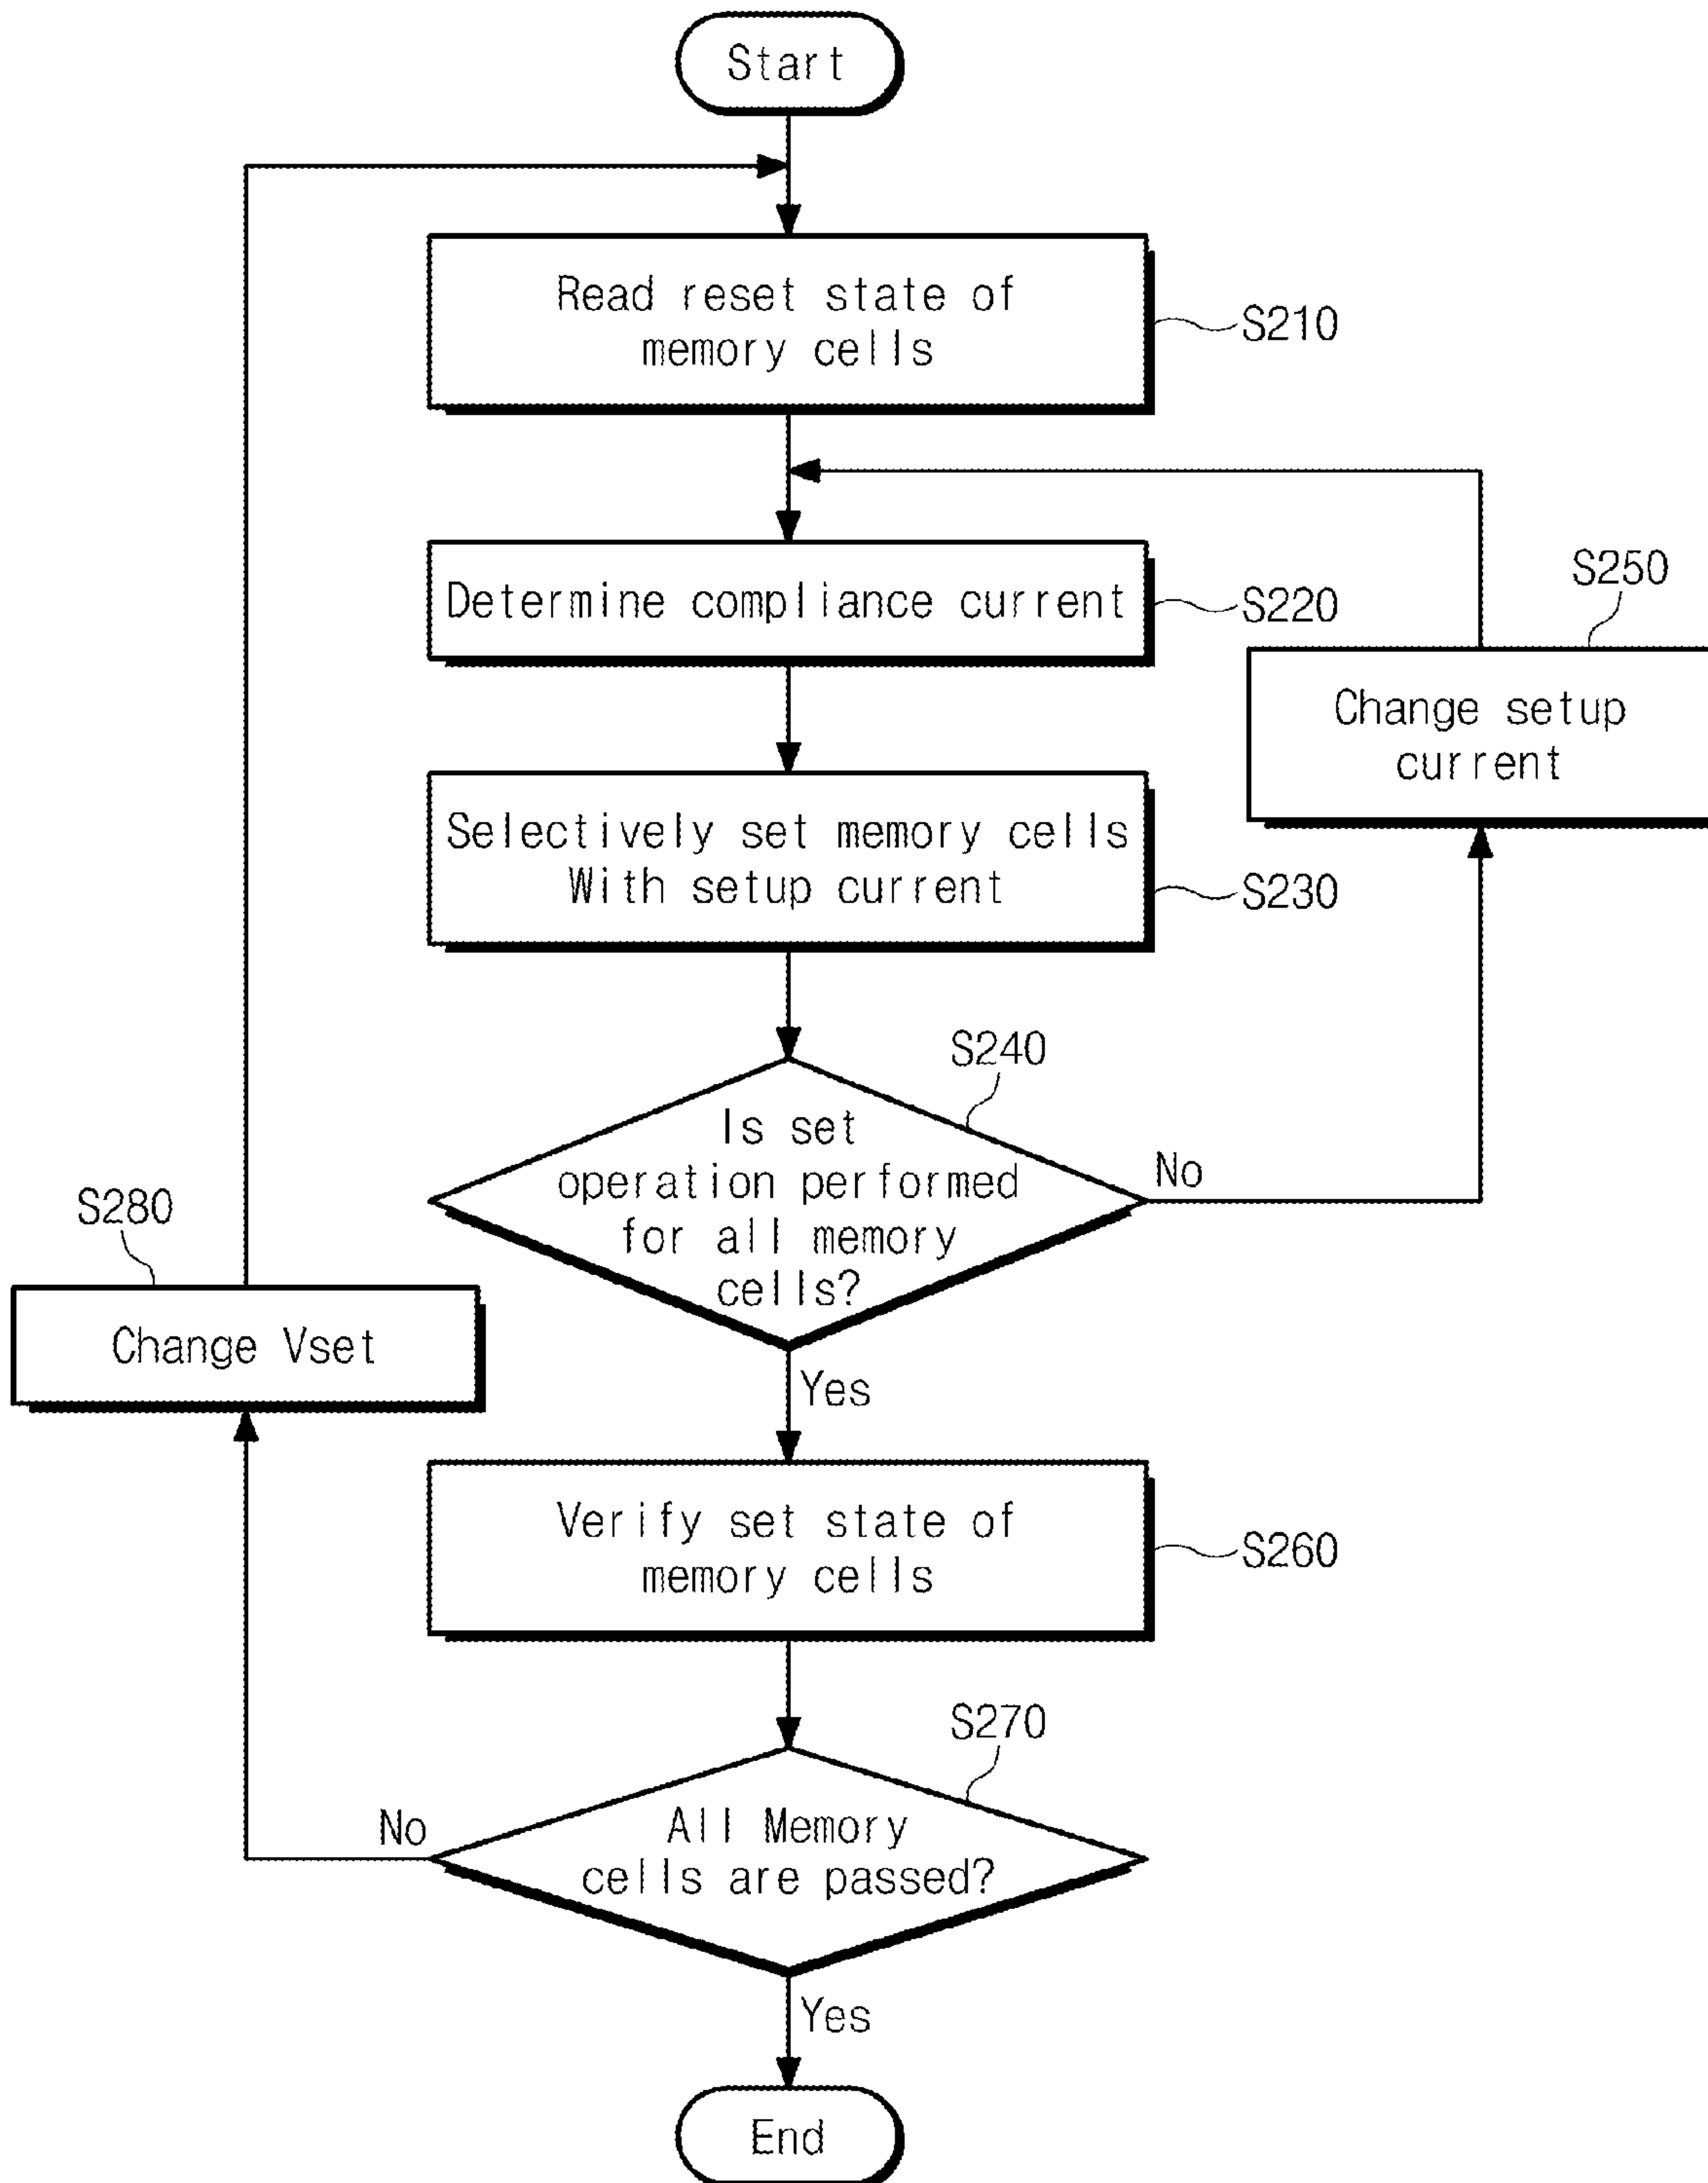 Start
Read reset state of
memory cells
S210
Determine compliance current
S220
S250
Change setup
current
Selectively set memory cells
With setup current
S230
S240
Is set
operation performed
for all memory
cells?
No
S280
Change Vset
Yes
Verify set state of
memory cells
S260
S270
All Memory
cells are passed?
No
Yes
End